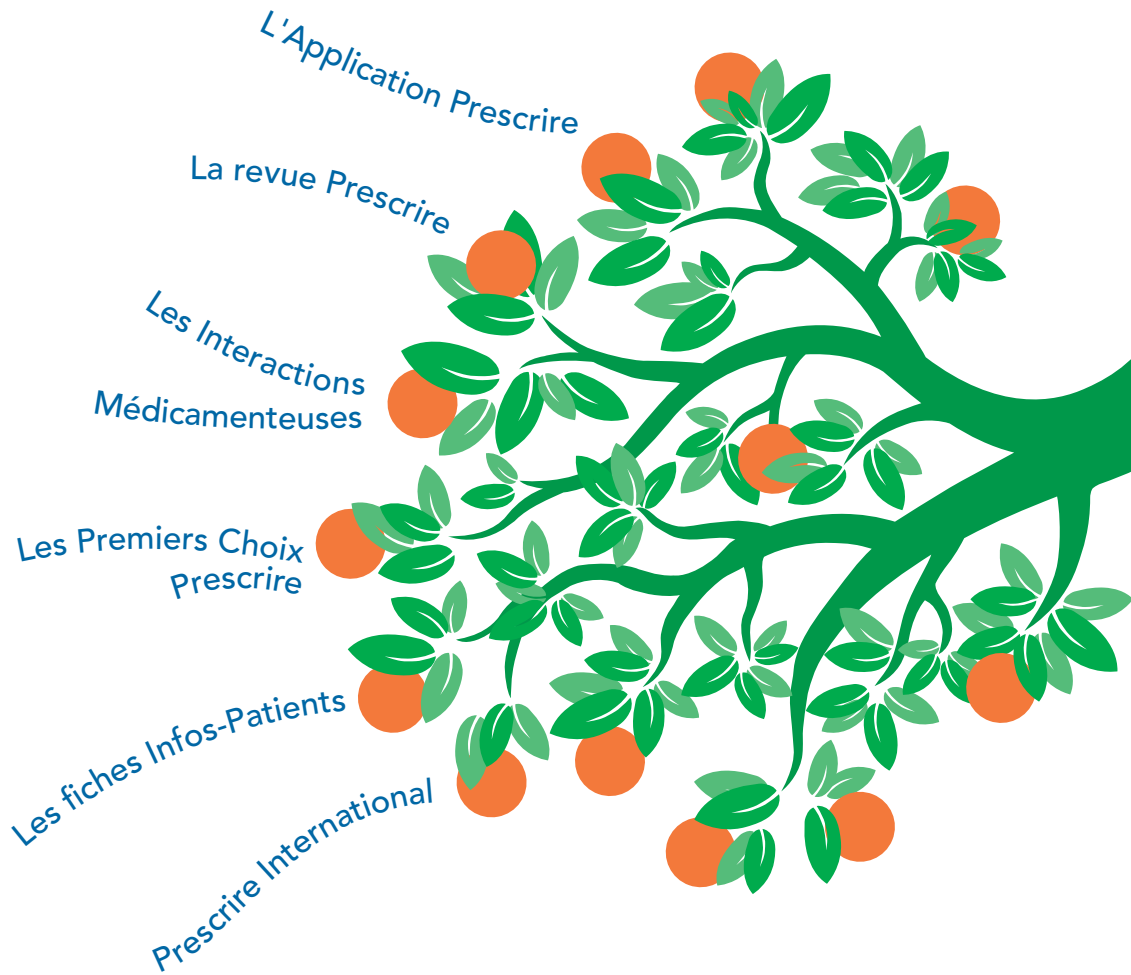 L'Application Prescrire
La revue Prescrire
Les Interactions
Médicamenteuses
Les Premiers Choix
Prescrire
Les fiches Infos-Patients
Prescrire International